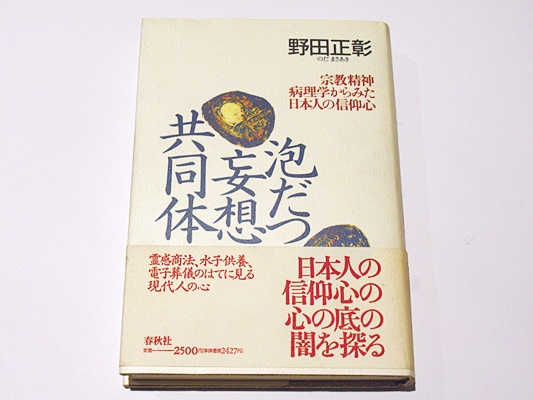 野田正彰
のだ まさあき
宗教精神
病理学からみた
日本人の信仰心
泡だつ
妄想
共同体
日本人の
信仰心の
心の底の
闇を探る
霊感商法、水子供養、
電子葬儀のはてに見る
現代人の心
春秋社
定価――2500円(本体価格2427円)